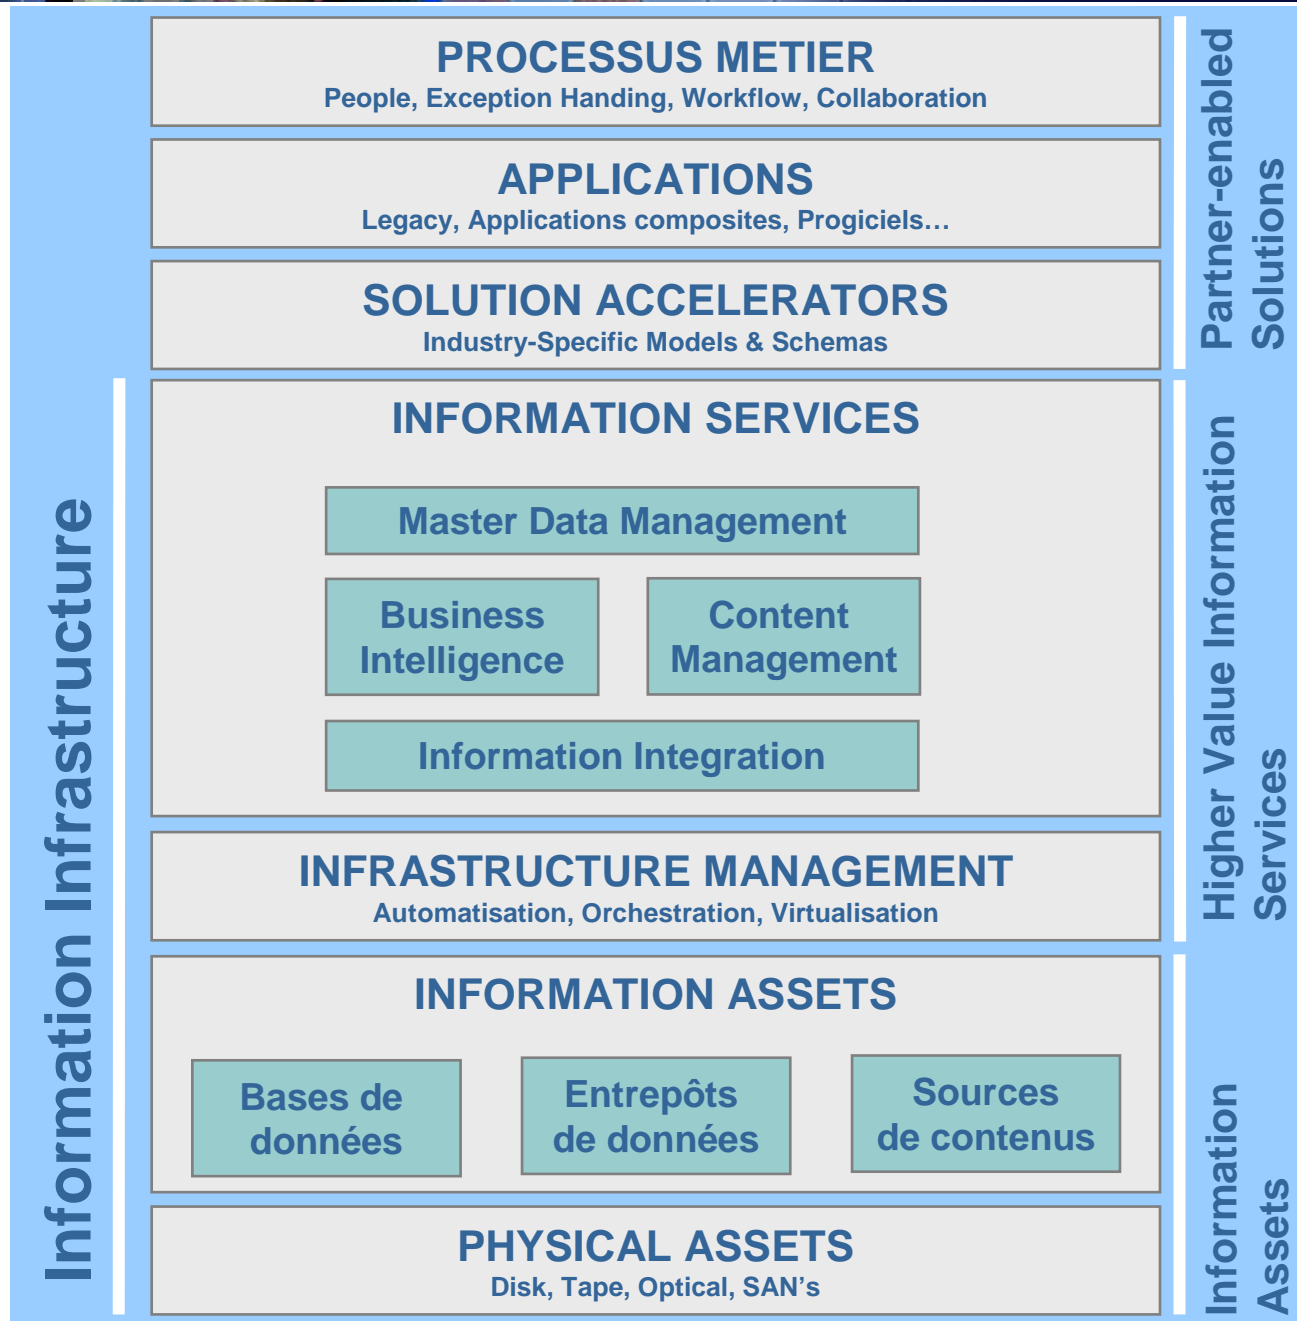 PROCESSUS METIER
People, Exception Handing, Workflow, Collaboration
APPLICATIONS
Legacy, Applications composites, Progiciels…
SOLUTION ACCELERATORS
Industry-Specific Models & Schemas
Partner-enabled
Solutions
Information Infrastructure
INFORMATION SERVICES
Master Data Management
Business
Intelligence
Content
Management
Information Integration
INFRASTRUCTURE MANAGEMENT
Automatisation, Orchestration, Virtualisation
Higher Value Information
Services
INFORMATION ASSETS
Bases de
données
Entrepôts
de données
Sources
de contenus
PHYSICAL ASSETS
Disk, Tape, Optical, SAN’s
Information
Assets